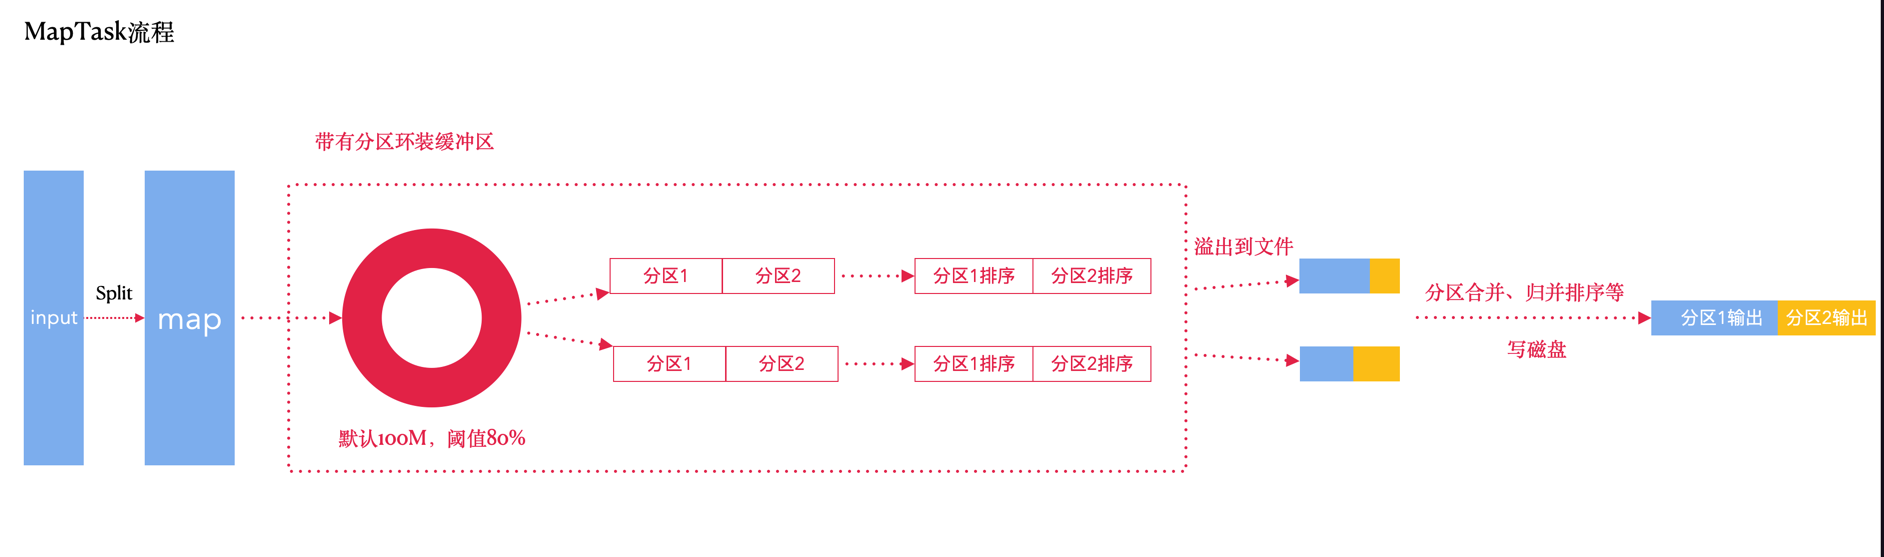 MapTask流程
带有分区环装缓冲区
input
Split
map
默认100M，阈值80%
分区1
分区2
分区1排序
分区2排序
分区1
分区2
分区1排序
分区2排序
溢出到文件
分区合并、归并排序等
写磁盘
分区1输出
分区2输出